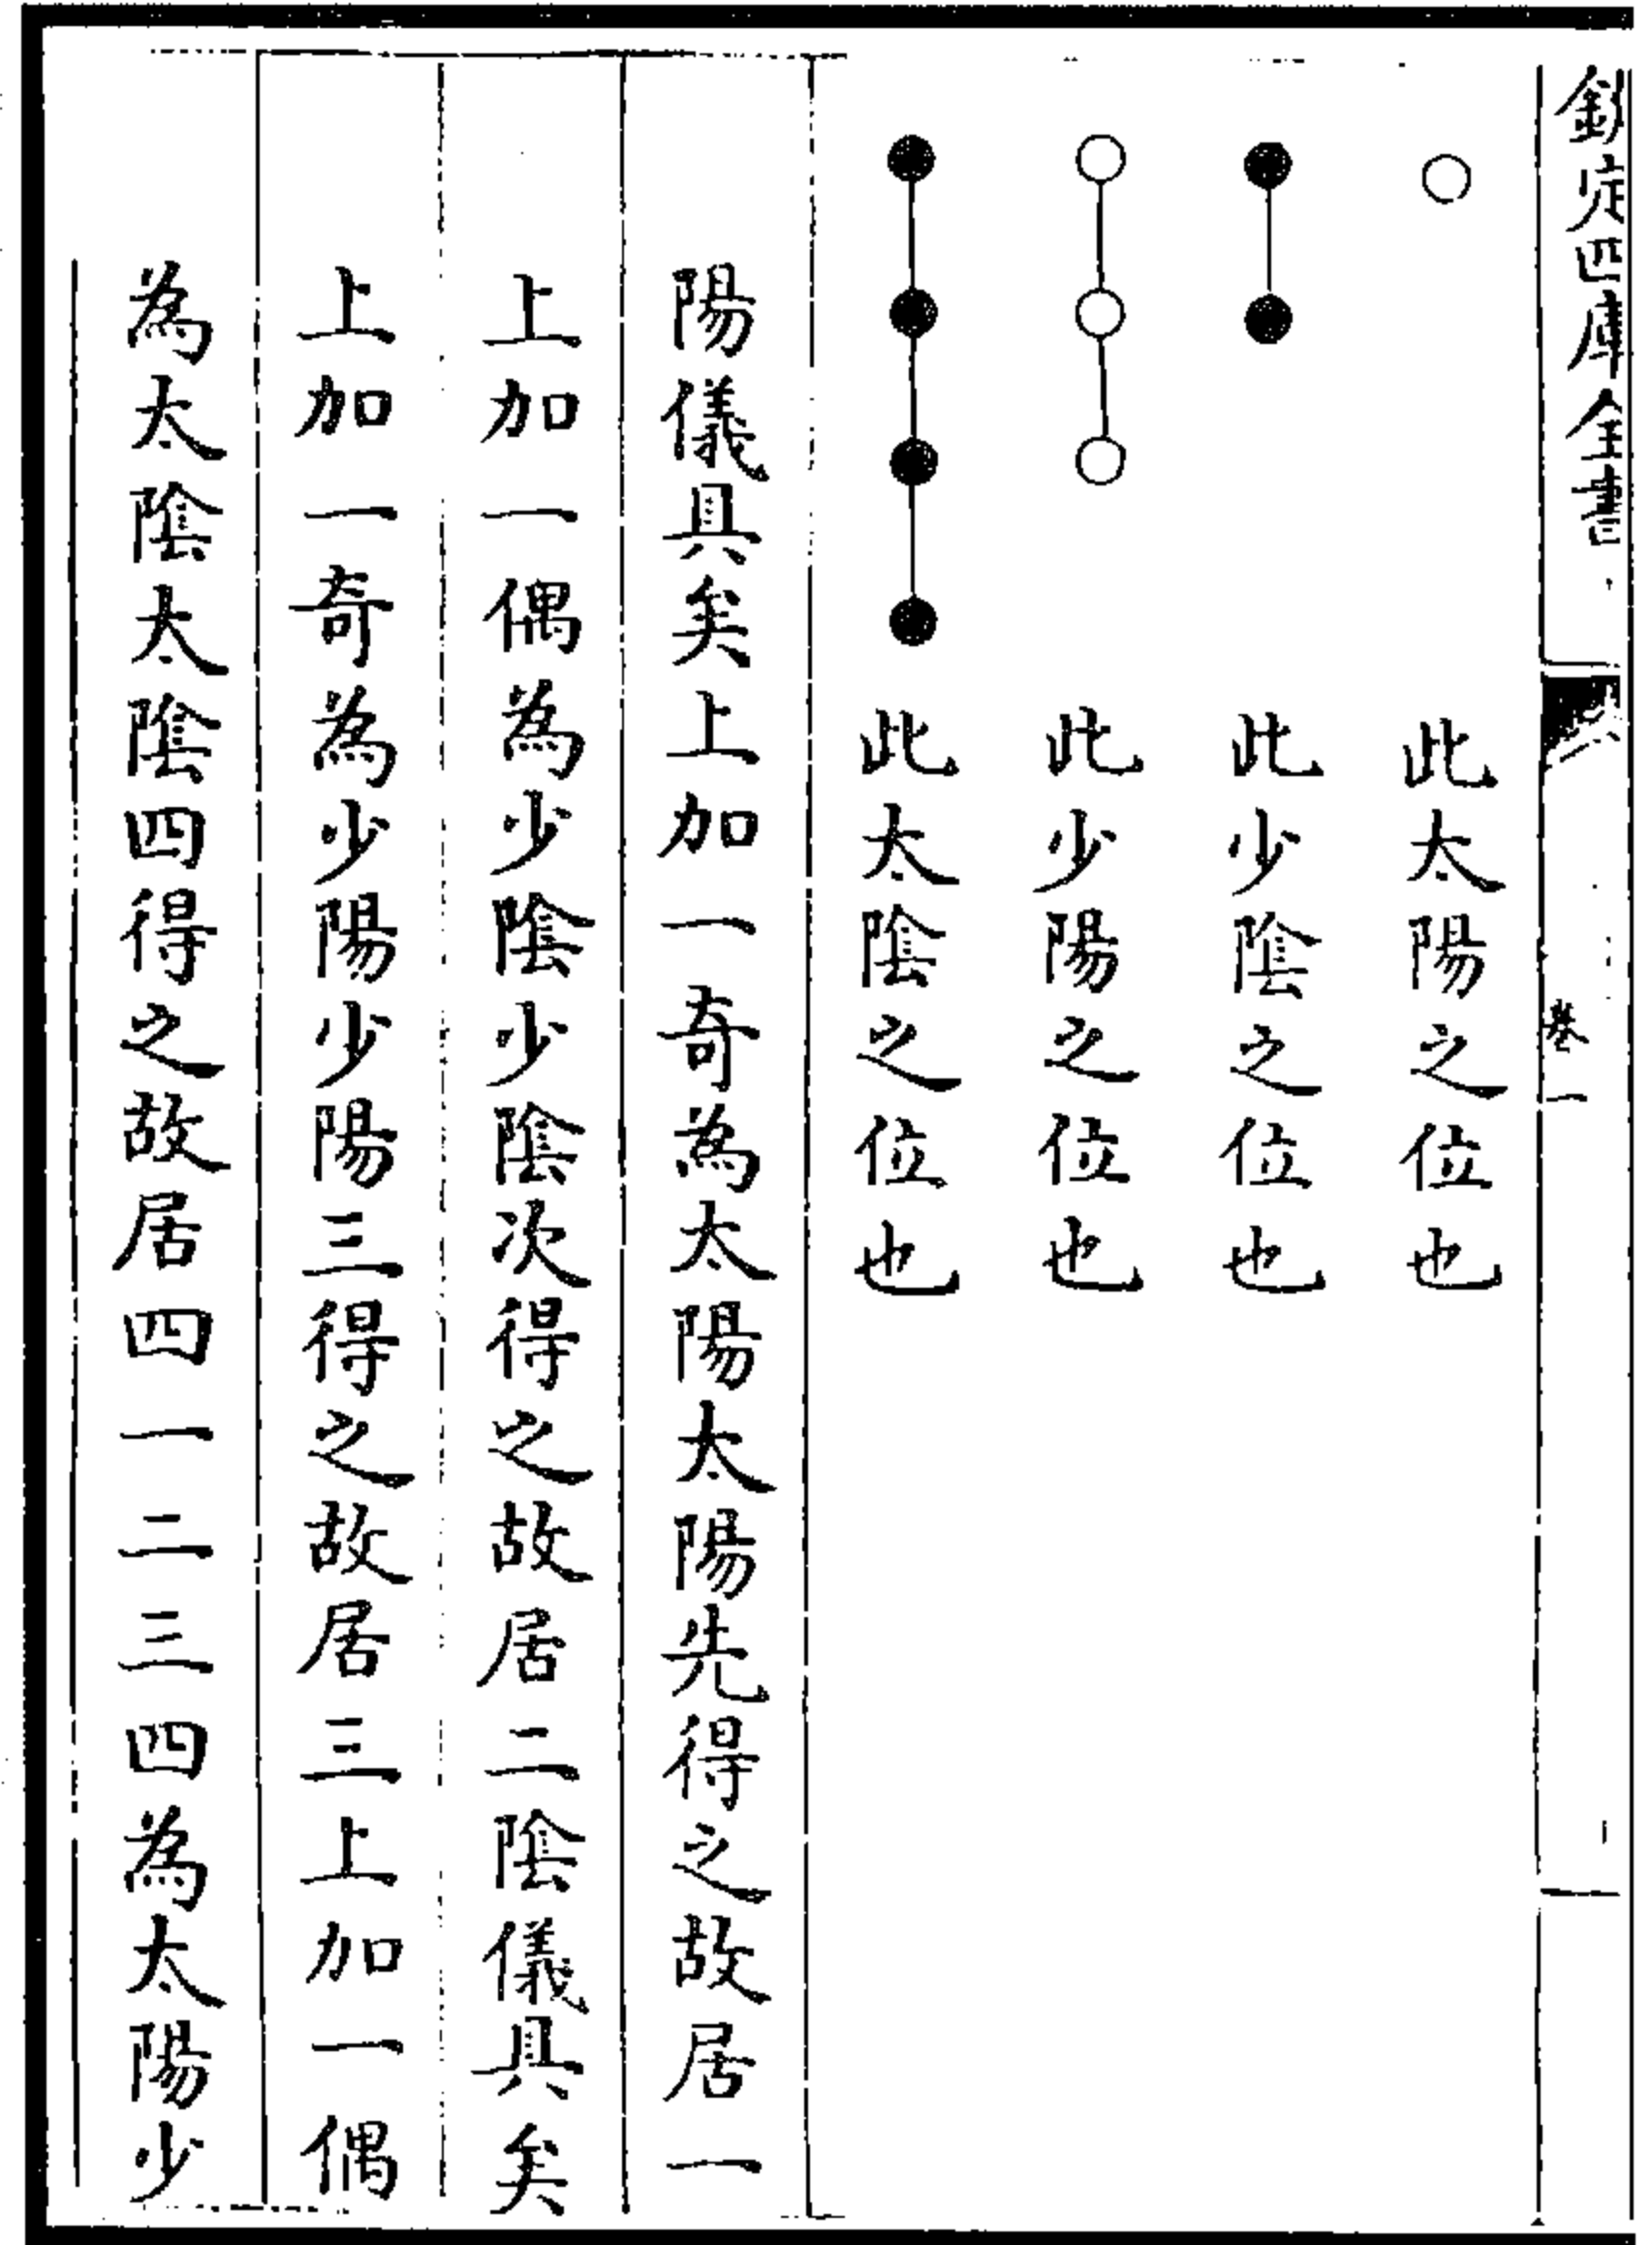 欽定四庫全書
卷一
此太陽之位也
此少陰之位也
此少陽之位也
此太陰之位也
陽儀具矣上加一奇為太陽太陽先得之故居一
上加一偶為少陰少陰次得之故居二陰儀具矣
上加一奇為少陽少陽三得之故居三上加一偶
為太陰太陰四得之故居四一二三四為太陽少